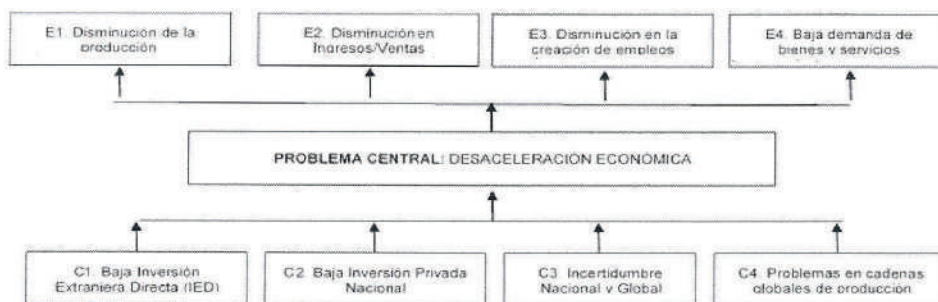 E1. Disminución de la
producción
E2. Disminución en
Ingresos/Ventas
E3. Disminución en la
creación de empleos
E4. Baja demanda de
bienes y servicios
PROBLEMA CENTRAL: DESACELERACIÓN ECONÓMICA
C1. Baja Inversión
Extranjera Directa (IED)
C2. Baja Inversión Privada
Nacional
C3. Incertidumbre
Nacional y Global
C4. Problemas en cadenas
globales de producción